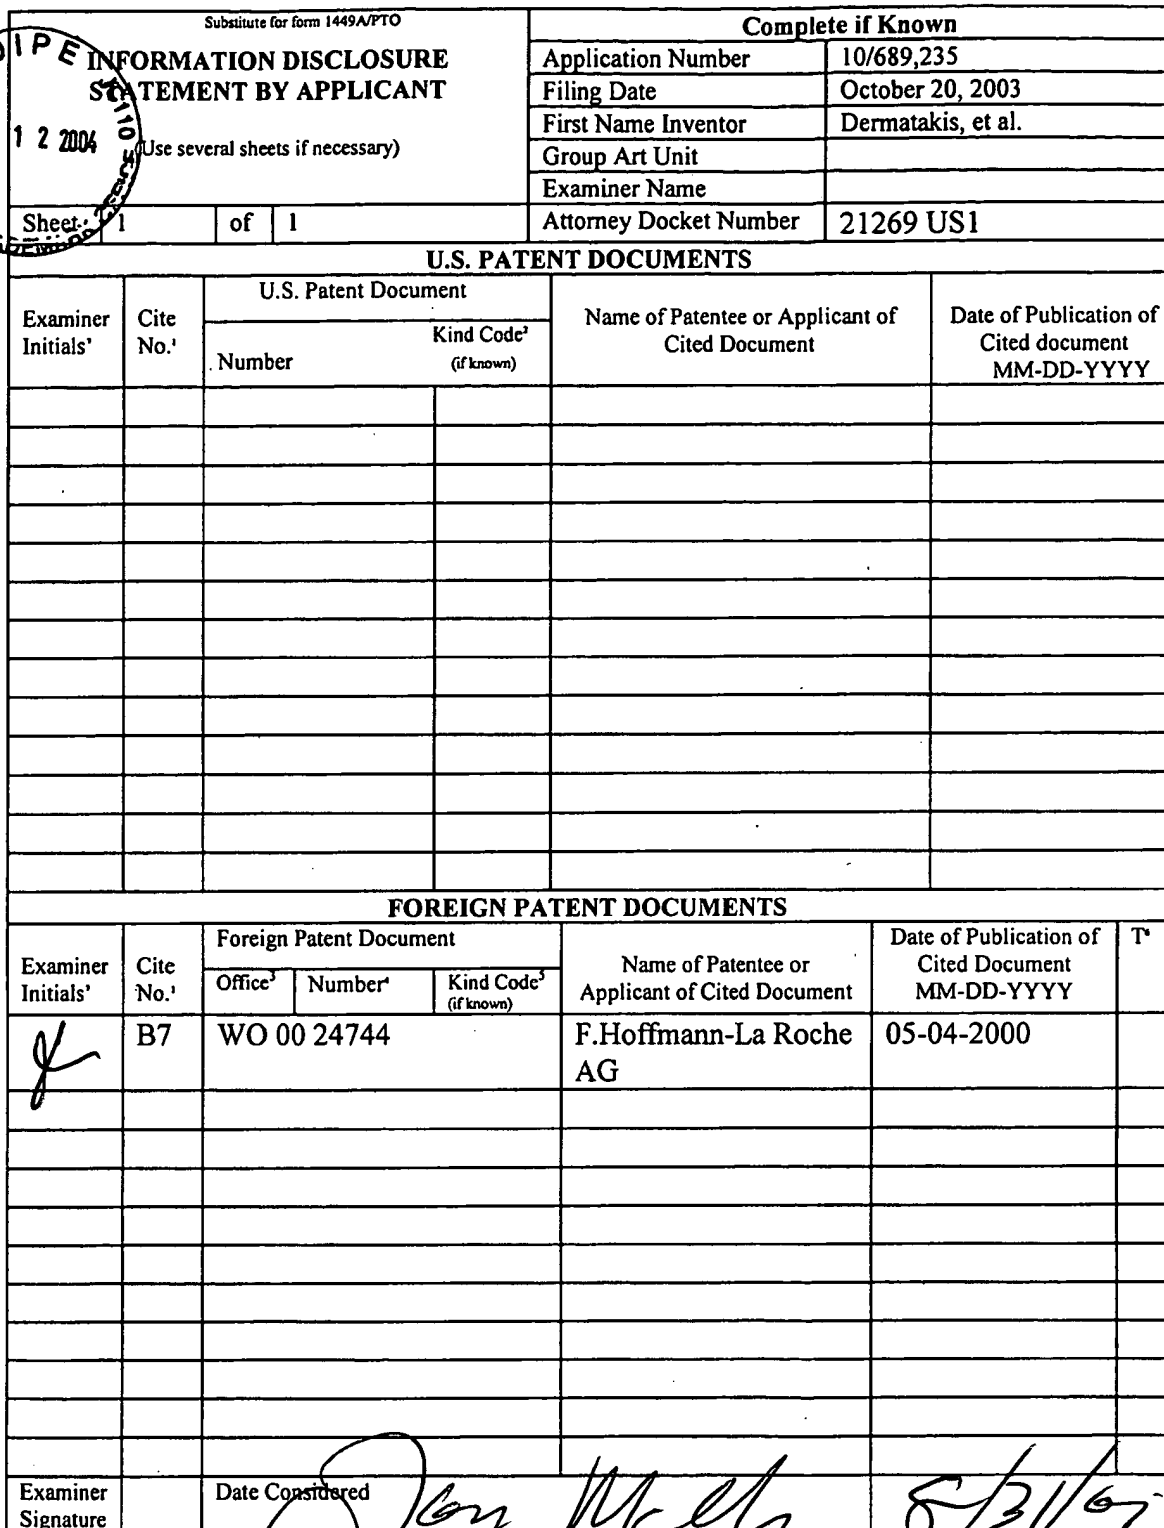 Substitute for form 1449A/PTO
INFORMATION DISCLOSURE
STATEMENT BY APPLICANT
(Use several sheets if necessary)
OIPE
1 2 2004
Sheet 1 of 1
Complete if Known
Application Number 10/689,235
Filing Date October 20, 2003
First Name Inventor Dermatakis, et al.
Group Art Unit
Examiner Name
Attorney Docket Number 21269 US1
U.S. PATENT DOCUMENTS
Examiner
Initials'
Cite
No.¹
U.S. Patent Document
Number
Kind Code²
(if known)
Name of Patentee or Applicant of
Cited Document
Date of Publication of
Cited document
MM-DD-YYYY
FOREIGN PATENT DOCUMENTS
Examiner
Initials'
Cite
No.¹
Foreign Patent Document
Office³
Number⁴
Kind Code⁵
(if known)
Name of Patentee or
Applicant of Cited Document
Date of Publication of
Cited Document
MM-DD-YYYY
T⁶
B7 WO 00 24744 F.Hoffmann-La Roche 05-04-2000
AG
Examiner
Signature
Date Considered